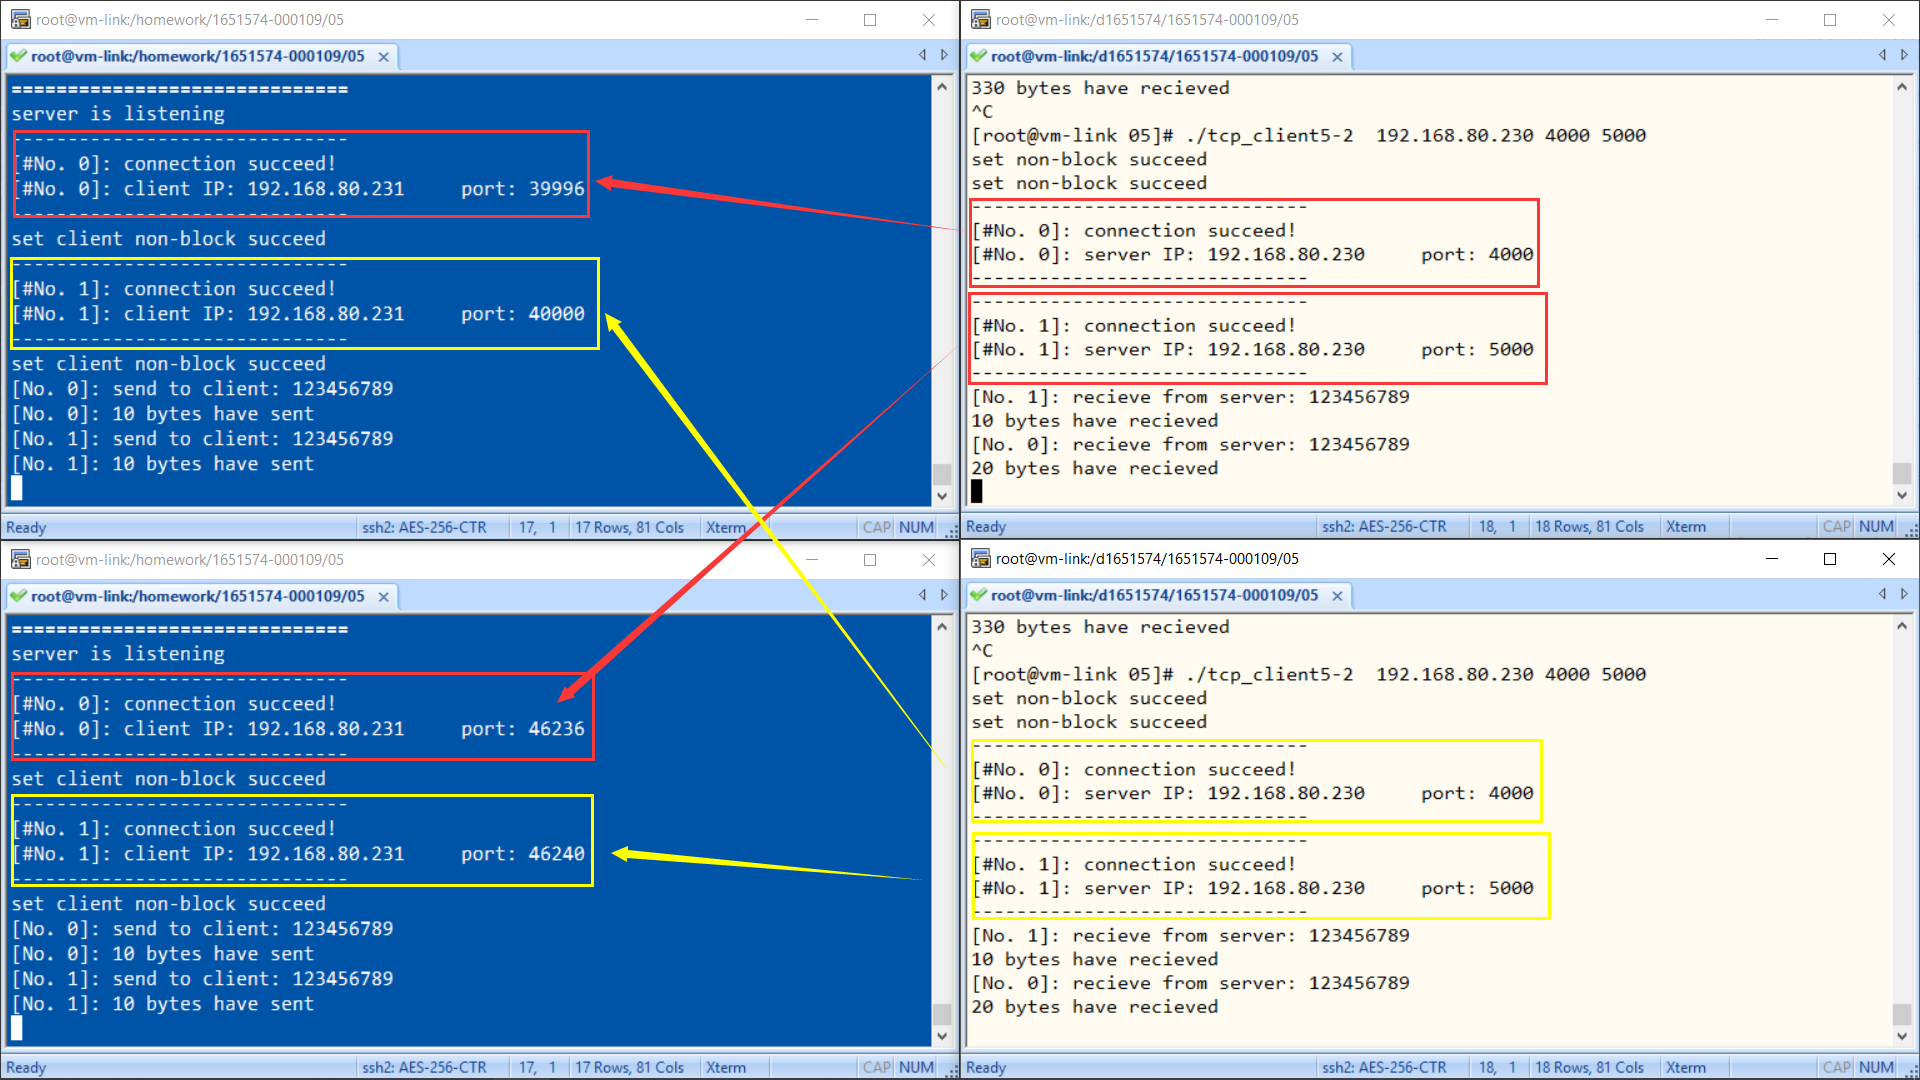 root@vm-link:/homework/1651574-000109/05
root@vm-link:/homework/1651574-000109/05
==============================
server is listening
------------------------------
[#No. 0]: connection succeed!
[#No. 0]: client IP: 192.168.80.231     port: 39996
------------------------------
set client non-block succeed
------------------------------
[#No. 1]: connection succeed!
[#No. 1]: client IP: 192.168.80.231     port: 40000
------------------------------
set client non-block succeed
[No. 0]: send to client: 123456789
[No. 0]: 10 bytes have sent
[No. 1]: send to client: 123456789
[No. 1]: 10 bytes have sent
Ready ssh2: AES-256-CTR 17, 1 17 Rows, 81 Cols Xterm CAP NUM
root@vm-link:/d1651574/1651574-000109/05
root@vm-link:/d1651574/1651574-000109/05
330 bytes have recieved
^C
[root@vm-link 05]# ./tcp_client5-2  192.168.80.230 4000 5000
set non-block succeed
set non-block succeed
------------------------------
[#No. 0]: connection succeed!
[#No. 0]: server IP: 192.168.80.230     port: 4000
------------------------------
------------------------------
[#No. 1]: connection succeed!
[#No. 1]: server IP: 192.168.80.230     port: 5000
------------------------------
[No. 1]: recieve from server: 123456789
10 bytes have recieved
[No. 0]: recieve from server: 123456789
20 bytes have recieved
Ready ssh2: AES-256-CTR 18, 1 18 Rows, 81 Cols Xterm CAP NUM
root@vm-link:/homework/1651574-000109/05
root@vm-link:/homework/1651574-000109/05
==============================
server is listening
------------------------------
[#No. 0]: connection succeed!
[#No. 0]: client IP: 192.168.80.231     port: 46236
------------------------------
set client non-block succeed
------------------------------
[#No. 1]: connection succeed!
[#No. 1]: client IP: 192.168.80.231     port: 46240
------------------------------
set client non-block succeed
[No. 0]: send to client: 123456789
[No. 0]: 10 bytes have sent
[No. 1]: send to client: 123456789
[No. 1]: 10 bytes have sent
Ready ssh2: AES-256-CTR 17, 1 17 Rows, 81 Cols Xterm CAP NUM
root@vm-link:/d1651574/1651574-000109/05
root@vm-link:/d1651574/1651574-000109/05
330 bytes have recieved
^C
[root@vm-link 05]# ./tcp_client5-2  192.168.80.230 4000 5000
set non-block succeed
set non-block succeed
------------------------------
[#No. 0]: connection succeed!
[#No. 0]: server IP: 192.168.80.230     port: 4000
------------------------------
------------------------------
[#No. 1]: connection succeed!
[#No. 1]: server IP: 192.168.80.230     port: 5000
------------------------------
[No. 1]: recieve from server: 123456789
10 bytes have recieved
[No. 0]: recieve from server: 123456789
20 bytes have recieved
Ready ssh2: AES-256-CTR 18, 1 18 Rows, 81 Cols Xterm CAP NUM